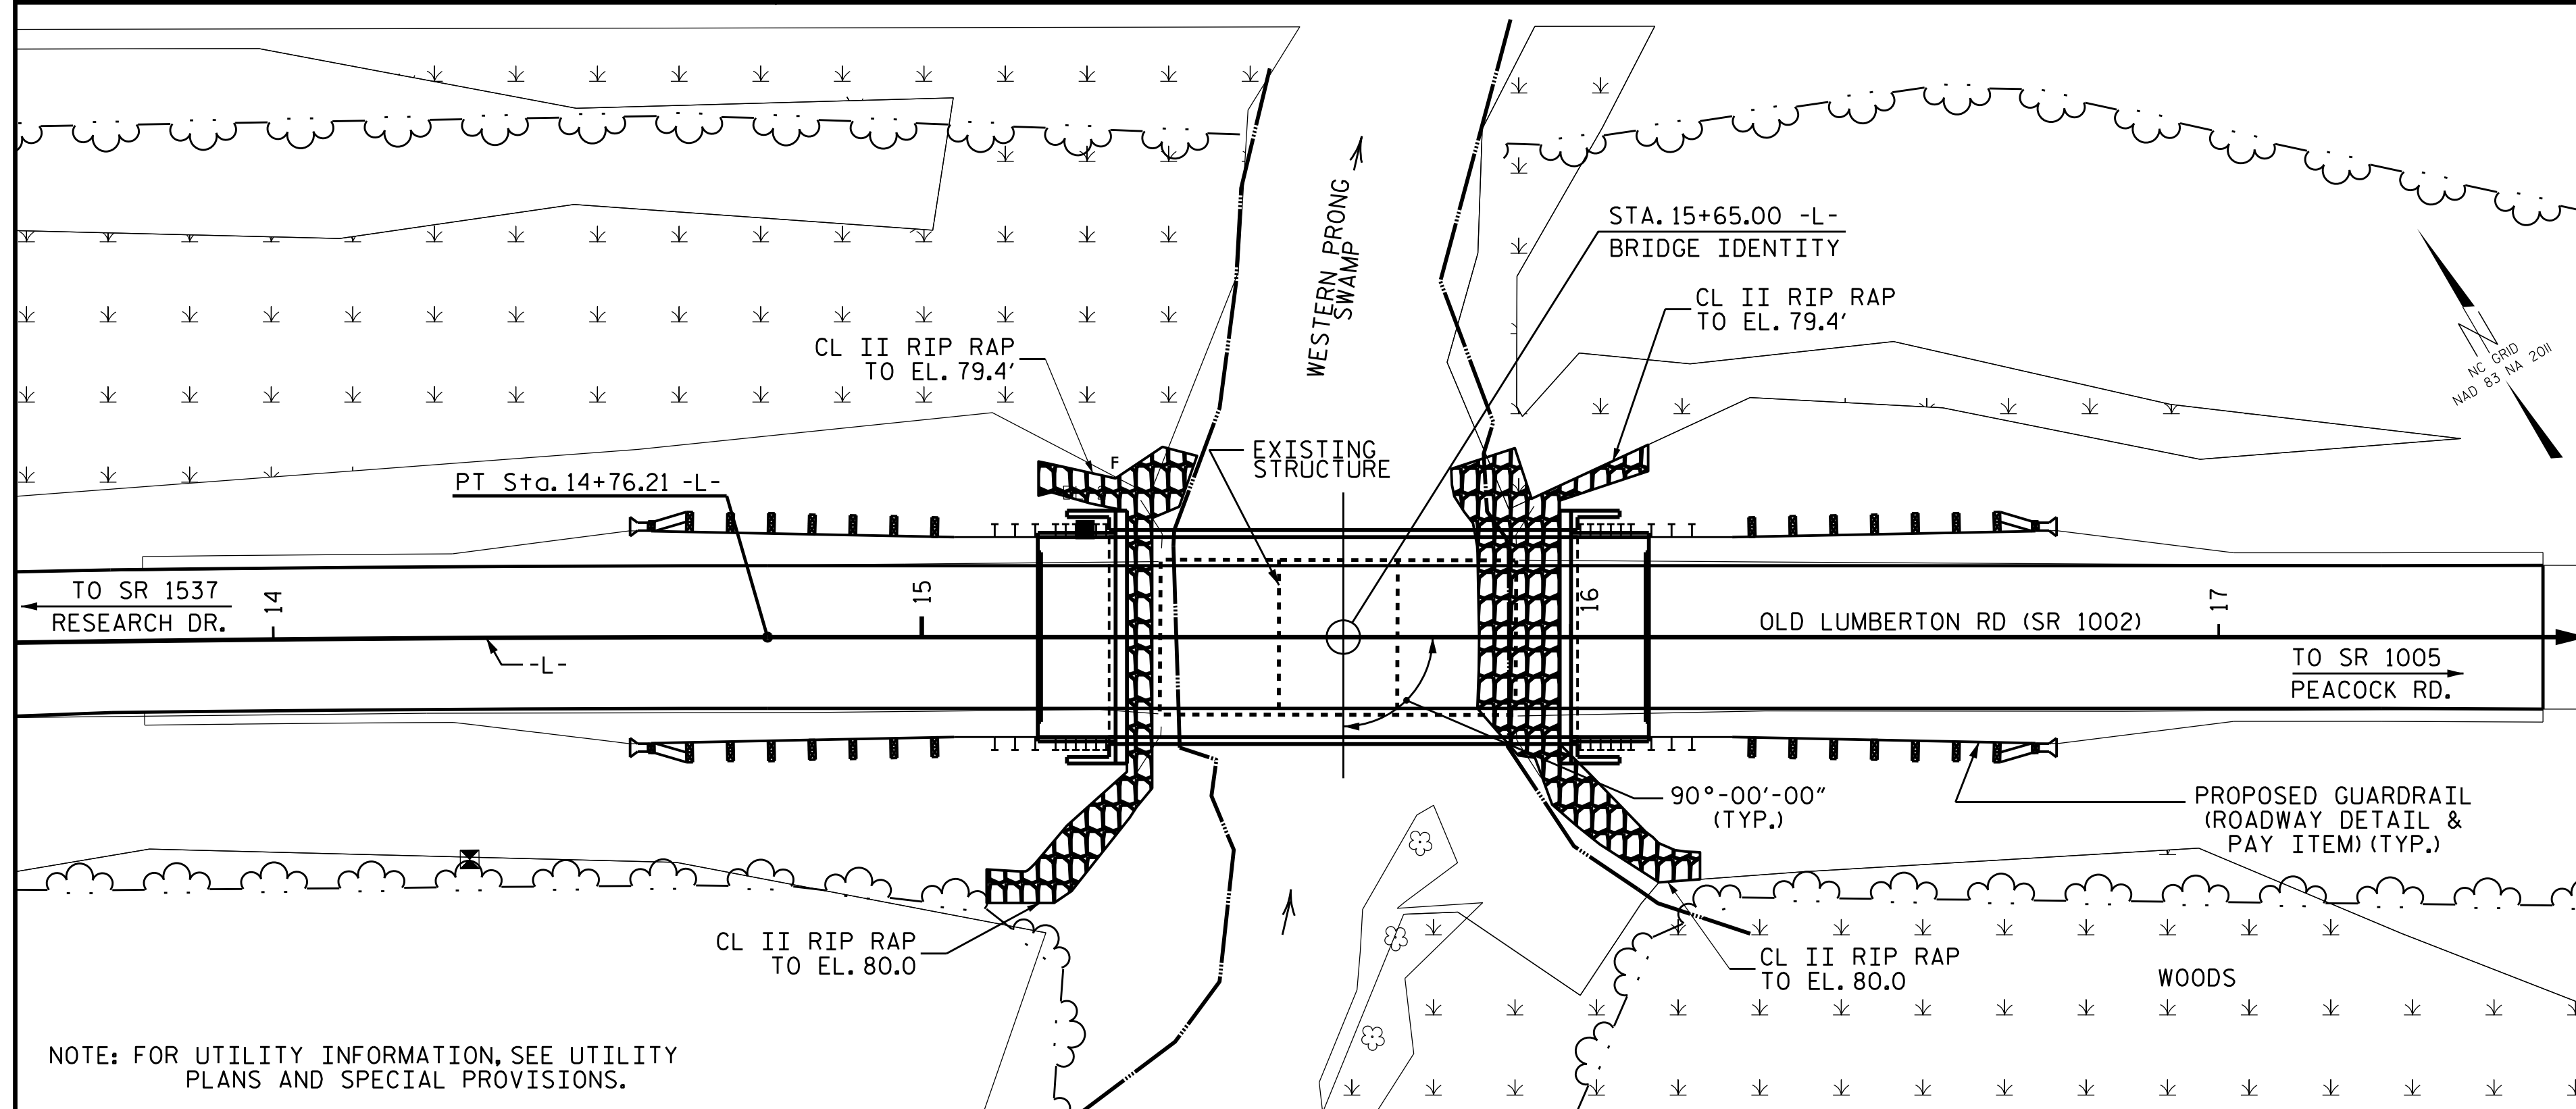 WESTERN PRONG
SWAMP
STA. 15+65.00 -L-
BRIDGE IDENTITY
CL II RIP RAP
TO EL. 79.4'
CL II RIP RAP
TO EL. 79.4'
N
NC GRID
NAD 83 NA 2011
EXISTING
STRUCTURE
F
PT Sta. 14+76.21 -L-
TO SR 1537
RESEARCH DR.
14
15
16
17
-L-
OLD LUMBERTON RD (SR 1002)
TO SR 1005
PEACOCK RD.
90°-00'-00"
(TYP.)
PROPOSED GUARDRAIL
(ROADWAY DETAIL &
PAY ITEM) (TYP.)
CL II RIP RAP
TO EL. 80.0
CL II RIP RAP
TO EL. 80.0
WOODS
NOTE: FOR UTILITY INFORMATION, SEE UTILITY
PLANS AND SPECIAL PROVISIONS.